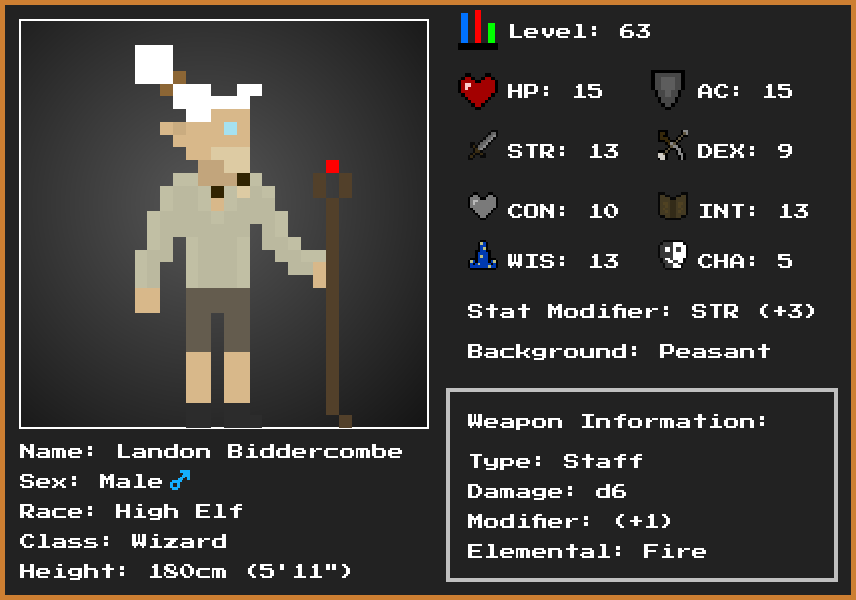 Level: 63
HP: 15
AC: 15
STR: 13
DEX: 9
CON: 10
INT: 13
WIS: 13
CHA: 5
Stat Modifier: STR (+3)
Background: Peasant
Weapon Information:
Type: Staff
Damage: d6
Modifier: (+1)
Elemental: Fire
Name: Landon Biddercombe
Sex: Male ♂
Race: High Elf
Class: Wizard
Height: 180cm (5'11")